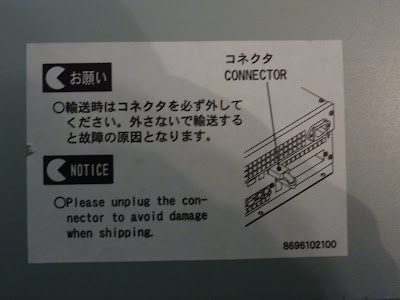 お願い
○輸送時はコネクタを必ず外して
ください。外さないで輸送する
と故障の原因となります。
コネクタ
CONNECTOR
NOTICE
○Please unplug the con-
nector to avoid damage
when shipping.
8696102100